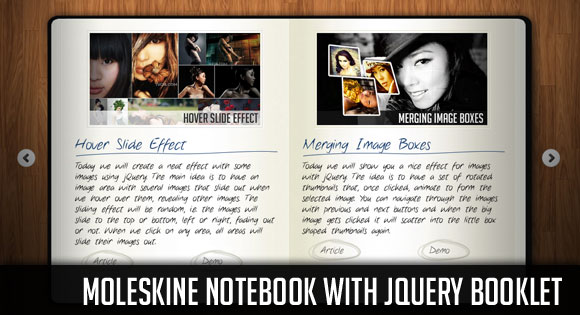 HOVER SLIDE EFFECT
Hover Slide Effect
Today we will create a neat effect with some
images using jQuery. The main idea is to have an
image area with several images that slide out when
we hover over them, revealing other images. The
sliding effect will be random, i.e. the images will
slide to the top or bottom, left or right, fading out
or not. When we click on any area, all areas will
slide their images out.
Article
Demo
MERGING IMAGE BOXES
Merging Image Boxes
Today we will show you a nice effect for images
with jQuery. The idea is to have a set of rotated
thumbnails that, once clicked, animate to form the
selected image. You can navigate through the images
with previous and next buttons and when the big
image gets clicked it will scatter into the little box
shaped thumbnails again.
Article
Demo
MOLESKINE NOTEBOOK WITH JQUERY BOOKLET